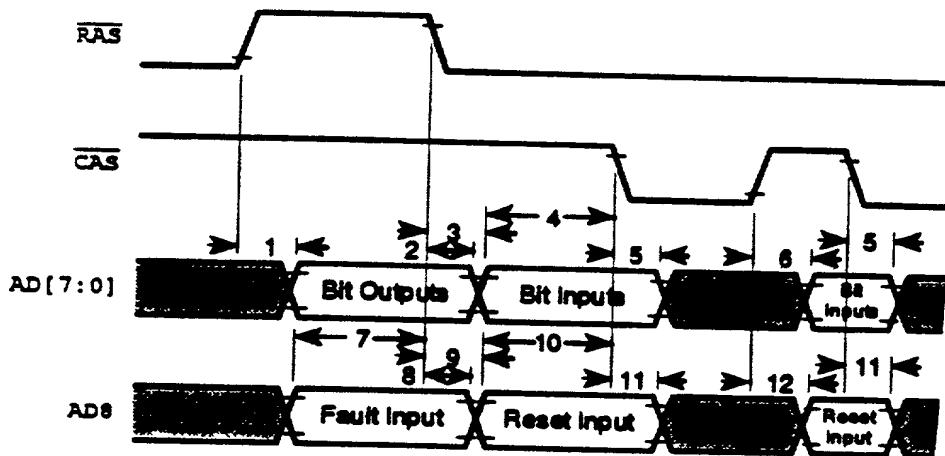 RAS
CAS
4
3
1
2
5
6
5
AD[7:0]
Bit Outputs
Bit Inputs
Bit
Inputs
7
9
10
8
11
12
11
AD8
Fault Input
Reset Input
Reset
Input